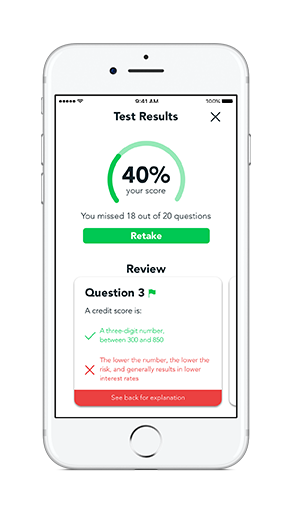 9:41 AM
100%
Test Results
40%
your score
You missed 18 out of 20 questions
Retake
Review
Question 3
A credit score is:
A three-digit number,
between 300 and 850
The lower the number, the lower the
risk, and generally results in lower
interest rates
See back for explanation